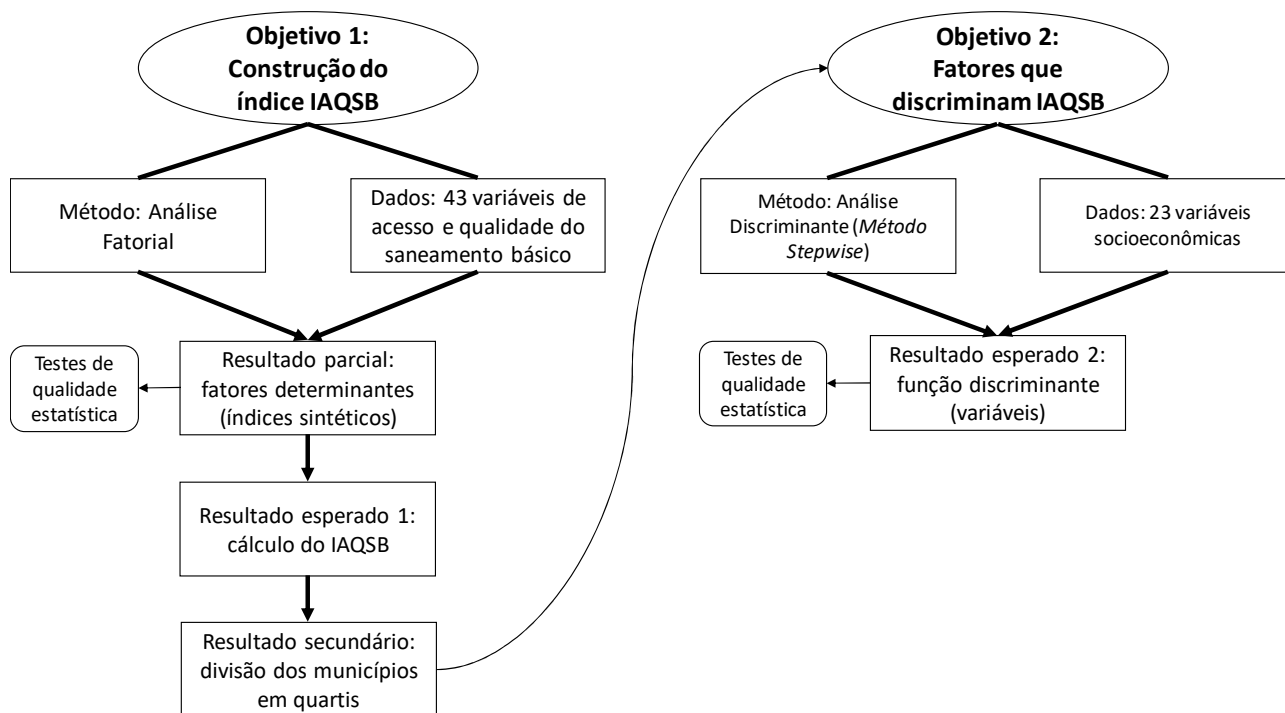 Objetivo 1:
Construção do
índice IAQSB
Método: Análise
Fatorial
Dados: 43 variáveis de
acesso e qualidade do
saneamento básico
Testes de
qualidade
estatística
Resultado parcial:
fatores determinantes
(índices sintéticos)
Resultado esperado 1:
cálculo do IAQSB
Resultado secundário:
divisão dos municípios
em quartis
Objetivo 2:
Fatores que
discriminam IAQSB
Método: Análise
Discriminante (Método
Stepwise)
Dados: 23 variáveis
socioeconômicas
Testes de
qualidade
estatística
Resultado esperado 2:
função discriminante
(variáveis)